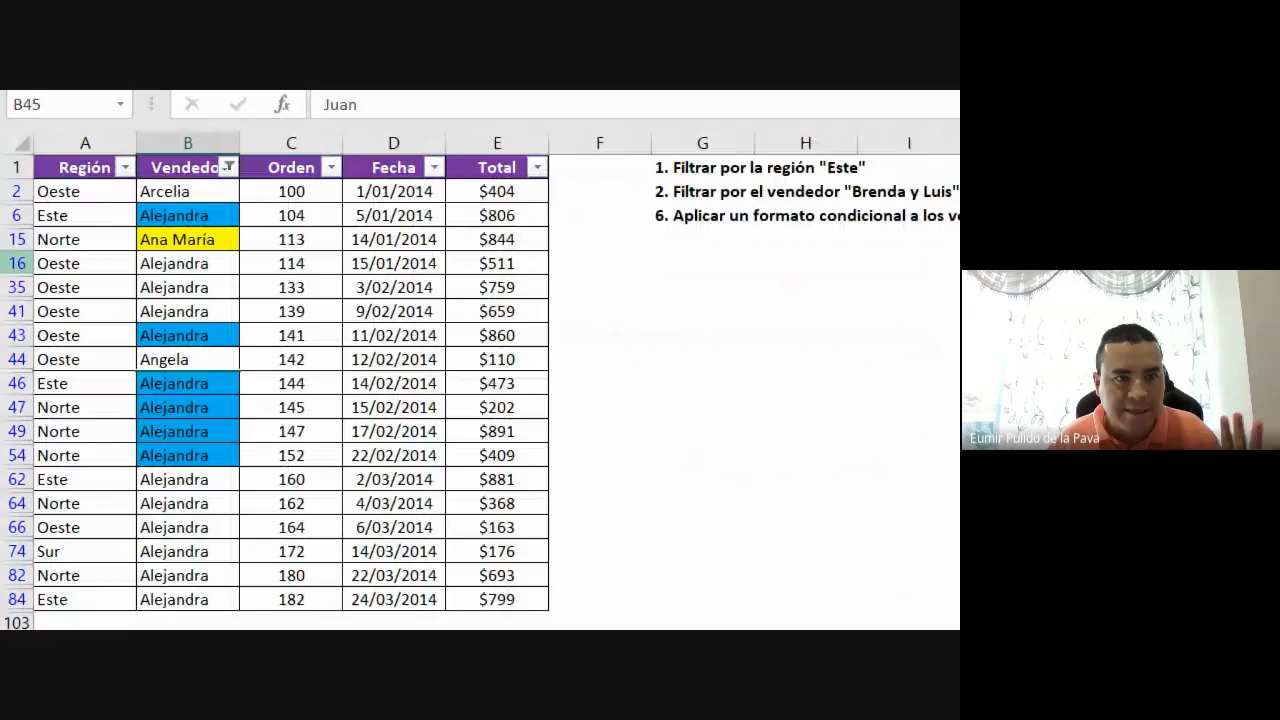 B45 fx Juan
A B C D E F G H I
1 Región Vendedo Orden Fecha Total 1. Filtrar por la región "Este"
2 Oeste Arcelia 100 1/01/2014 $404 2. Filtrar por el vendedor "Brenda y Luis"
6 Este Alejandra 104 5/01/2014 $806 6. Aplicar un formato condicional a los ve
15 Norte Ana María 113 14/01/2014 $844
16 Oeste Alejandra 114 15/01/2014 $511
35 Oeste Alejandra 133 3/02/2014 $759
41 Oeste Alejandra 139 9/02/2014 $659
43 Oeste Alejandra 141 11/02/2014 $860
44 Oeste Angela 142 12/02/2014 $110
46 Este Alejandra 144 14/02/2014 $473
47 Norte Alejandra 145 15/02/2014 $202
49 Norte Alejandra 147 17/02/2014 $891
54 Norte Alejandra 152 22/02/2014 $409
62 Este Alejandra 160 2/03/2014 $881
64 Norte Alejandra 162 4/03/2014 $368
66 Oeste Alejandra 164 6/03/2014 $163
74 Sur Alejandra 172 14/03/2014 $176
82 Norte Alejandra 180 22/03/2014 $693
84 Este Alejandra 182 24/03/2014 $799
103
Eumir Pulido de la Pava